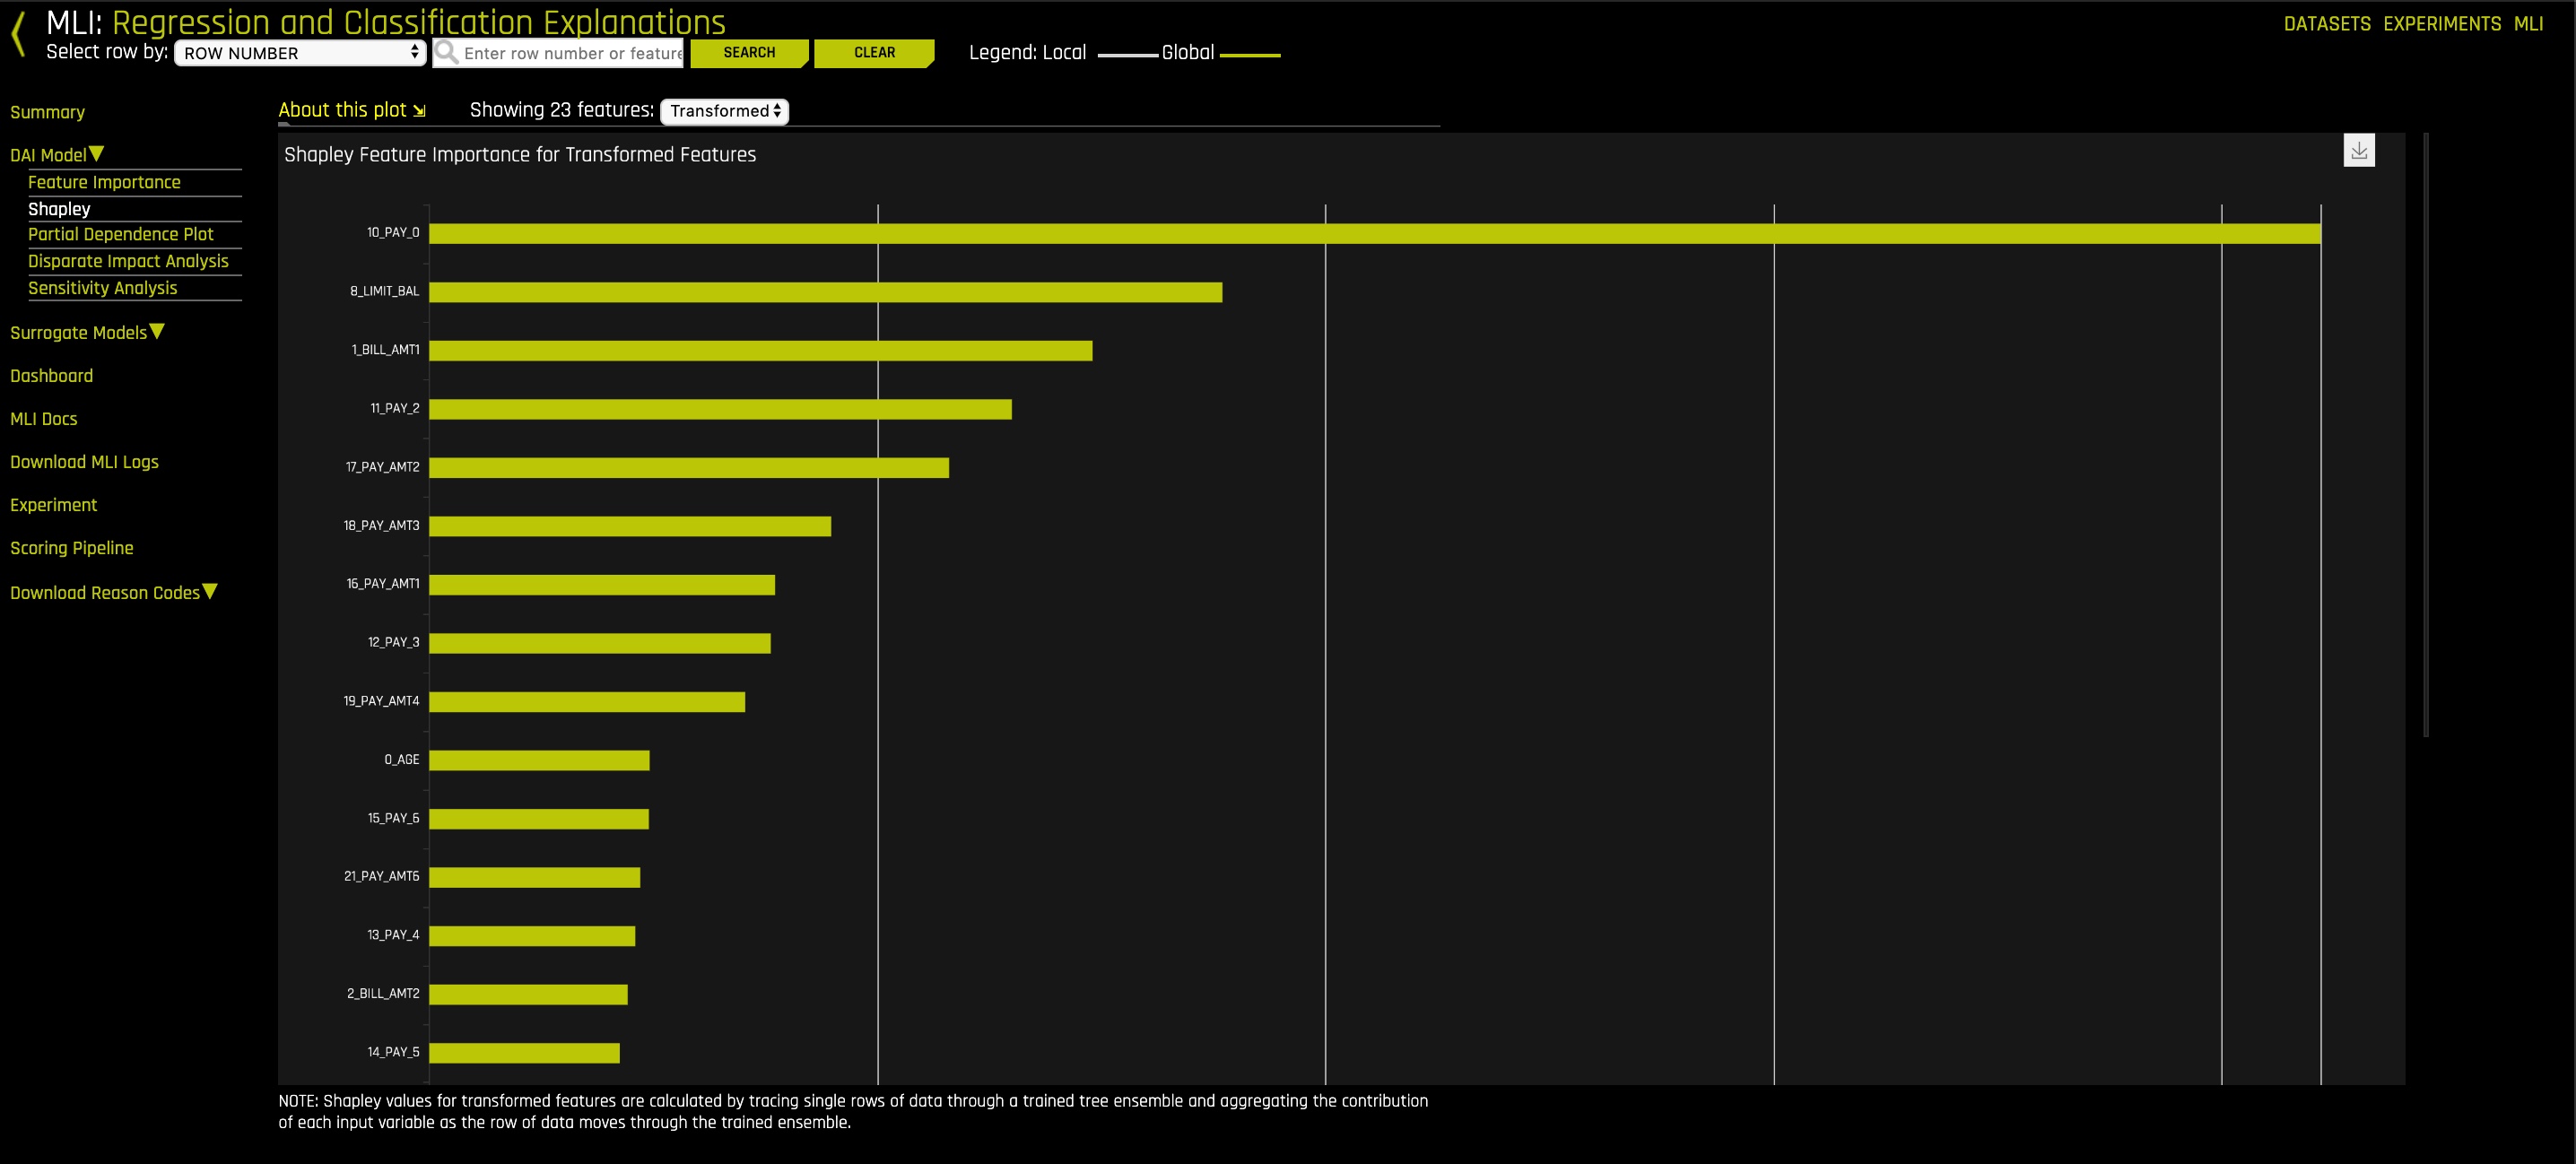 MLI: Regression and Classification Explanations
DATASETS EXPERIMENTS MLI
Select row by: ROW NUMBER Enter row number or feature SEARCH CLEAR Legend: Local Global
Summary
DAI Model
Feature Importance
Shapley
Partial Dependence Plot
Disparate Impact Analysis
Sensitivity Analysis
Surrogate Models
Dashboard
MLI Docs
Download MLI Logs
Experiment
Scoring Pipeline
Download Reason Codes
About this plot Showing 23 features: Transformed
Shapley Feature Importance for Transformed Features
10_PAY_0
8_LIMIT_BAL
1_BILL_AMT1
11_PAY_2
17_PAY_AMT2
18_PAY_AMT3
16_PAY_AMT1
12_PAY_3
19_PAY_AMT4
0_AGE
15_PAY_6
21_PAY_AMT6
13_PAY_4
2_BILL_AMT2
14_PAY_5
NOTE: Shapley values for transformed features are calculated by tracing single rows of data through a trained tree ensemble and aggregating the contribution
of each input variable as the row of data moves through the trained ensemble.